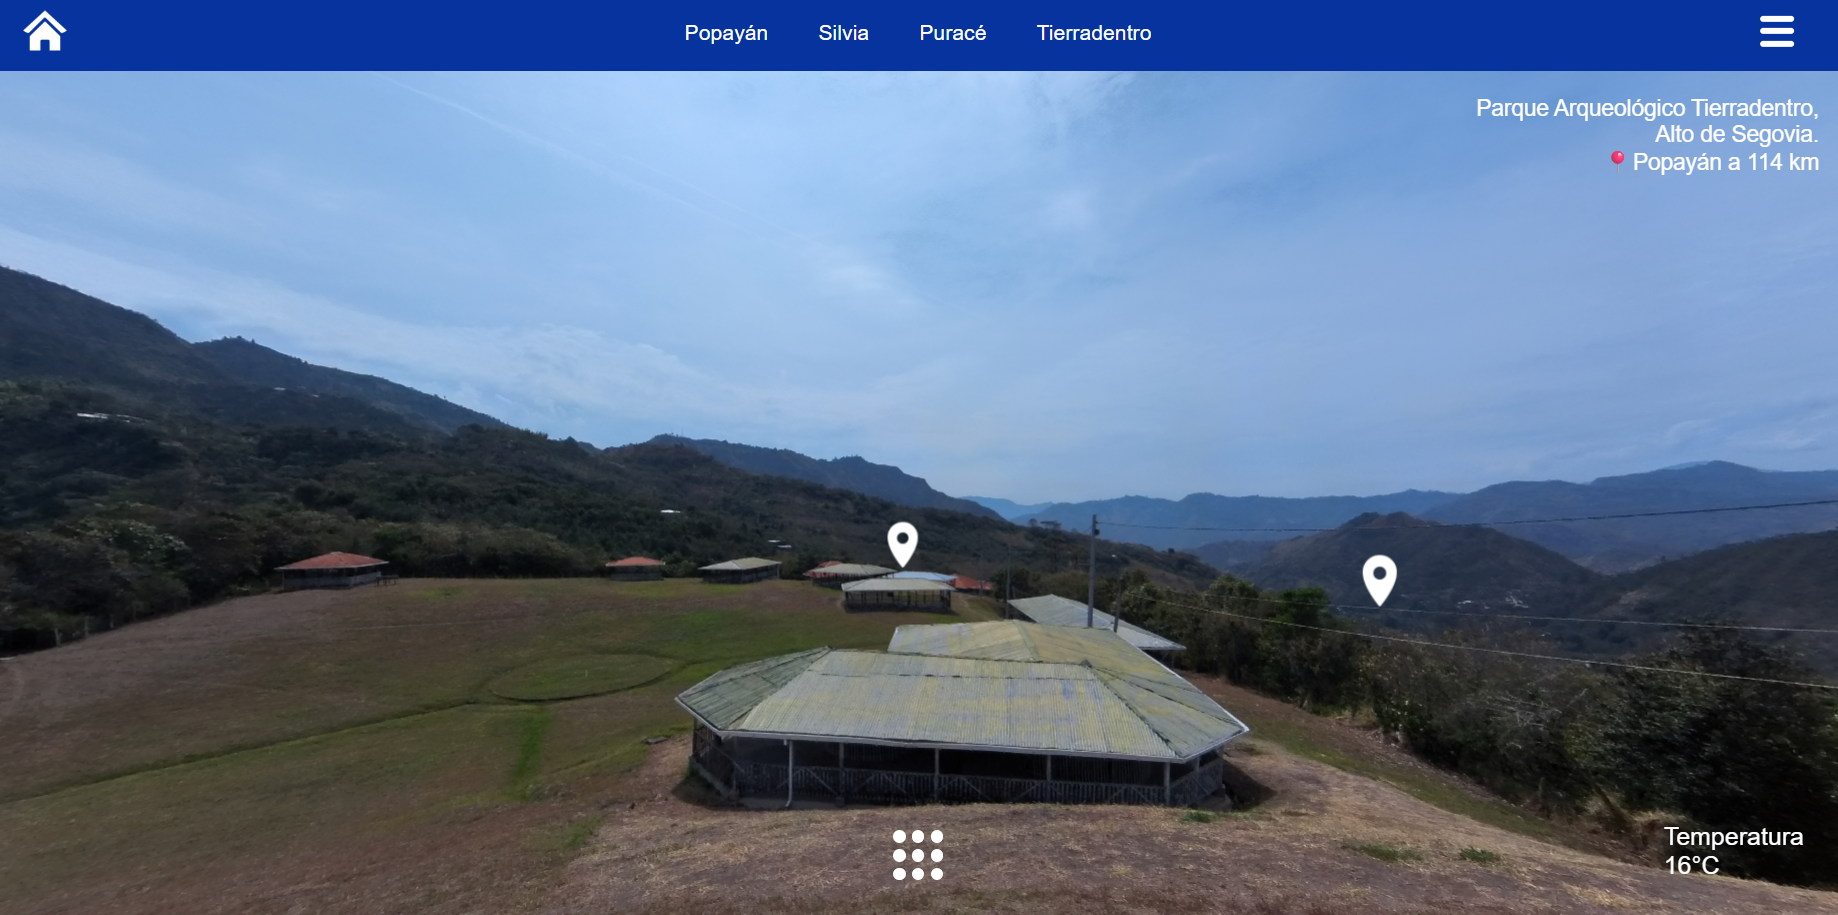 Popayán
Silvia
Puracé
Tierradentro
Parque Arqueológico Tierradentro,
Alto de Segovia.
Popayán a 114 km
Temperatura
16°C